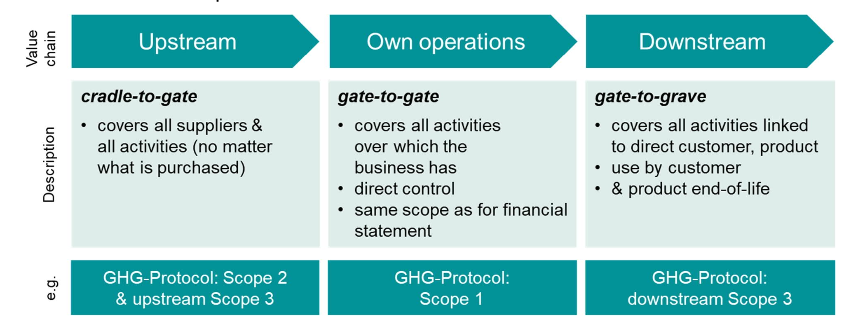 Value
chain
Upstream
Own operations
Downstream
Description
cradle-to-gate
• covers all suppliers &
all activities (no matter
what is purchased)
gate-to-gate
• covers all activities
over which the
business has
• direct control
• same scope as for financial
statement
gate-to-grave
• covers all activities linked
to direct customer, product
• use by customer
• & product end-of-life
e.g.
GHG-Protocol: Scope 2
& upstream Scope 3
GHG-Protocol:
Scope 1
GHG-Protocol:
downstream Scope 3